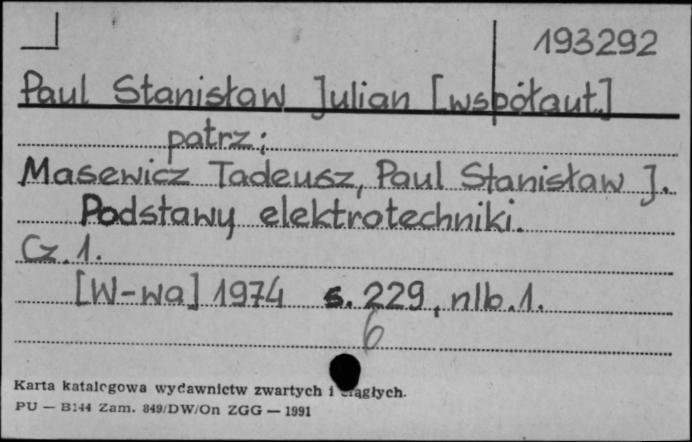 193292
Paul Stanisław Julian [współaut.]
patrz:
Masewicz Tadeusz, Paul Stanisław J.
Podstawy elektrotechniki.
Cz. 1.
[W-wa] 1974 s. 229, nlb. 1.
6
Karta katalogowa wydawnictw zwartych i ciągłych.
PU — B144 Zam. 849/DW/On ZGG — 1991